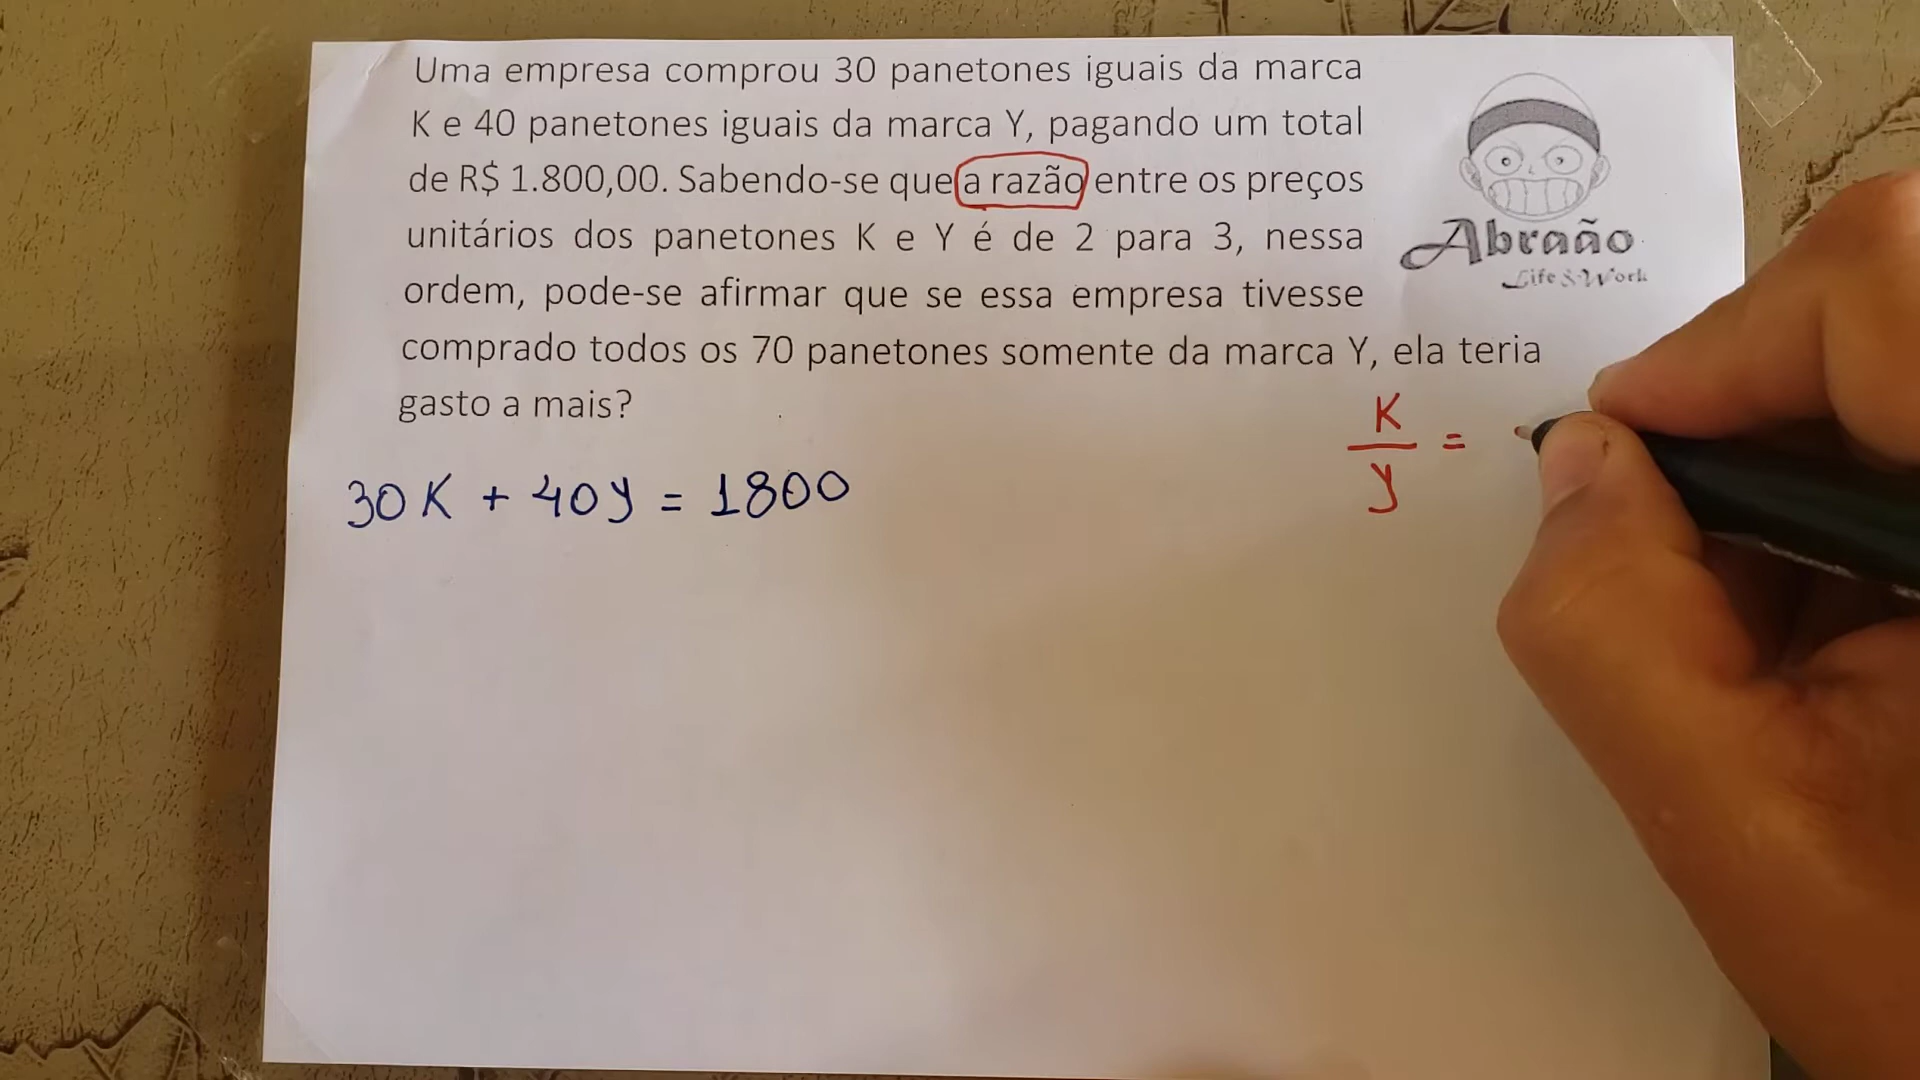 Uma empresa comprou 30 panetones iguais da marca
K e 40 panetones iguais da marca Y, pagando um total
de R$ 1.800,00. Sabendo-se que a razão entre os preços
unitários dos panetones K e Y é de 2 para 3, nessa
ordem, pode-se afirmar que se essa empresa tivesse
comprado todos os 70 panetones somente da marca Y, ela teria
gasto a mais?
Abraão
Life & Work
K
— =
y
30K + 40y = 1800